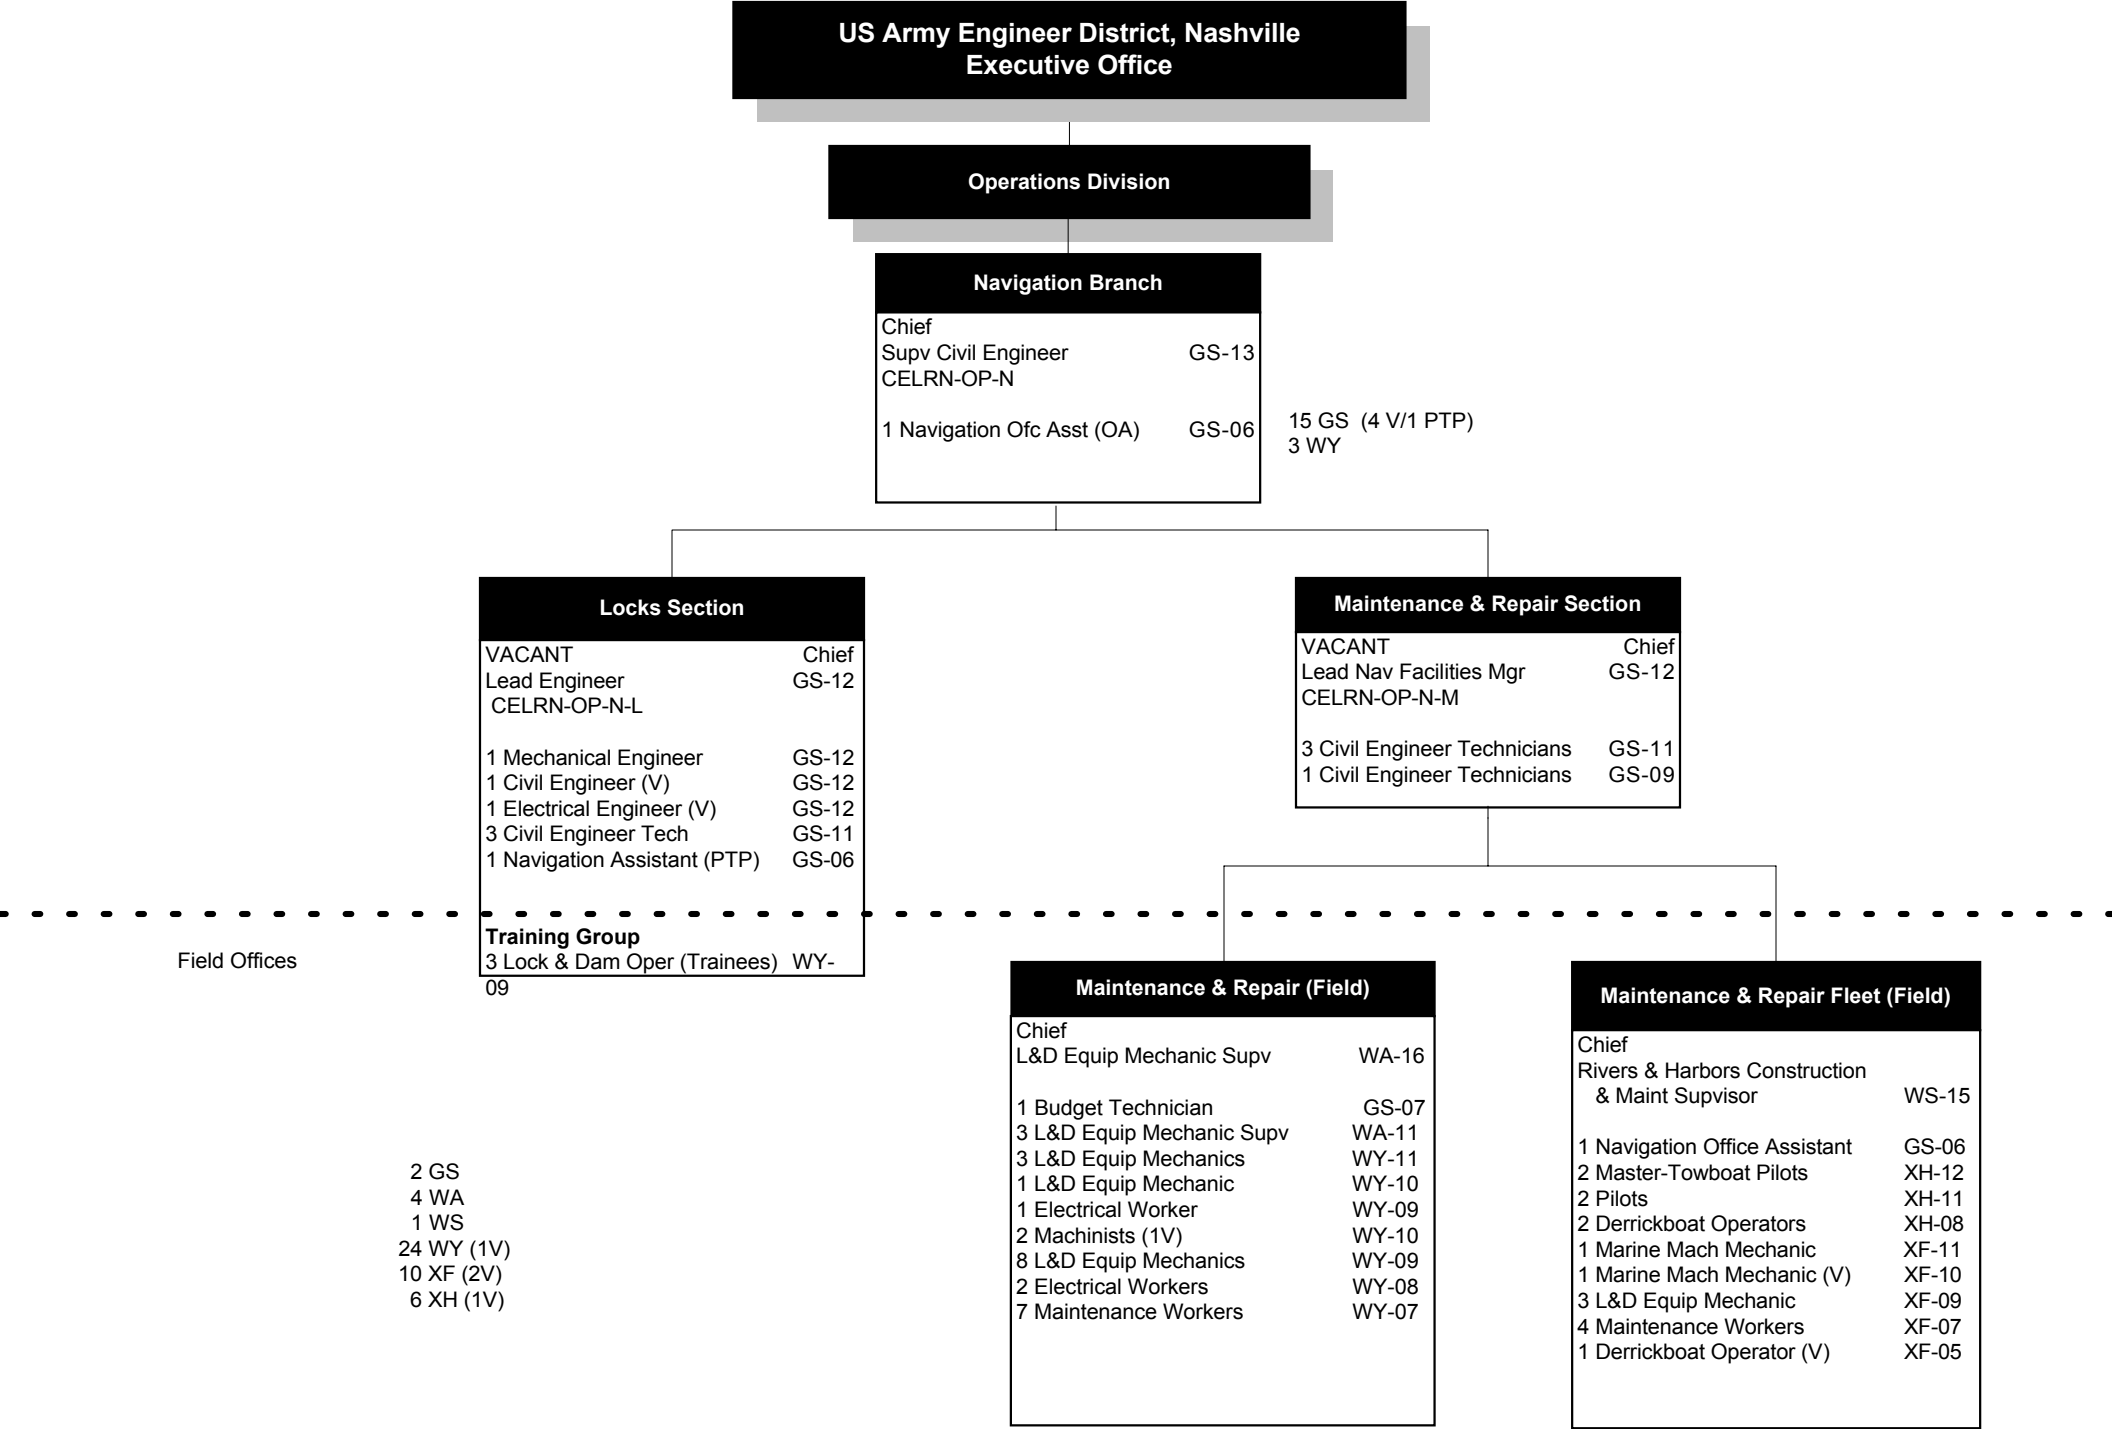 US Army Engineer District, Nashville
Executive Office
Operations Division
Navigation Branch
Chief
Supv Civil Engineer GS-13
CELRN-OP-N
1 Navigation Ofc Asst (OA) GS-06
15 GS (4 V/1 PTP)
3 WY
Locks Section
VACANT Chief
Lead Engineer GS-12
CELRN-OP-N-L
1 Mechanical Engineer GS-12
1 Civil Engineer (V) GS-12
1 Electrical Engineer (V) GS-12
3 Civil Engineer Tech GS-11
1 Navigation Assistant (PTP) GS-06
Training Group
3 Lock & Dam Oper (Trainees) WY-
09
Maintenance & Repair Section
VACANT Chief
Lead Nav Facilities Mgr GS-12
CELRN-OP-N-M
3 Civil Engineer Technicians GS-11
1 Civil Engineer Technicians GS-09
Field Offices
2 GS
4 WA
1 WS
24 WY (1V)
10 XF (2V)
6 XH (1V)
Maintenance & Repair (Field)
Chief
L&D Equip Mechanic Supv WA-16
1 Budget Technician GS-07
3 L&D Equip Mechanic Supv WA-11
3 L&D Equip Mechanics WY-11
1 L&D Equip Mechanic WY-10
1 Electrical Worker WY-09
2 Machinists (1V) WY-10
8 L&D Equip Mechanics WY-09
2 Electrical Workers WY-08
7 Maintenance Workers WY-07
Maintenance & Repair Fleet (Field)
Chief
Rivers & Harbors Construction
& Maint Supvisor WS-15
1 Navigation Office Assistant GS-06
2 Master-Towboat Pilots XH-12
2 Pilots XH-11
2 Derrickboat Operators XH-08
1 Marine Mach Mechanic XF-11
1 Marine Mach Mechanic (V) XF-10
3 L&D Equip Mechanic XF-09
4 Maintenance Workers XF-07
1 Derrickboat Operator (V) XF-05